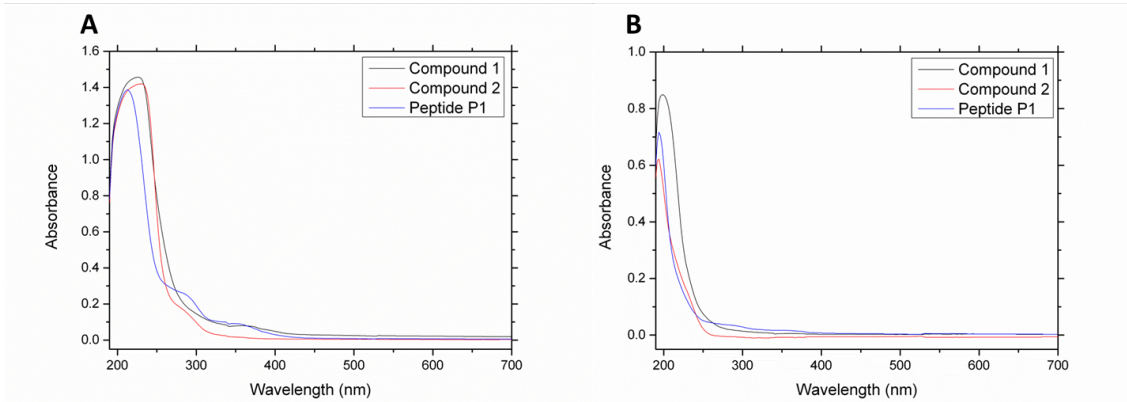 A
1.6
1.4
1.2
1.0
0.8
0.6
0.4
0.2
0.0
Absorbance
200 300 400 500 600 700
Wavelength (nm)
Compound 1
Compound 2
Peptide P1
B
1.0
0.8
0.6
0.4
0.2
0.0
Absorbance
200 300 400 500 600 700
Wavelength (nm)
Compound 1
Compound 2
Peptide P1